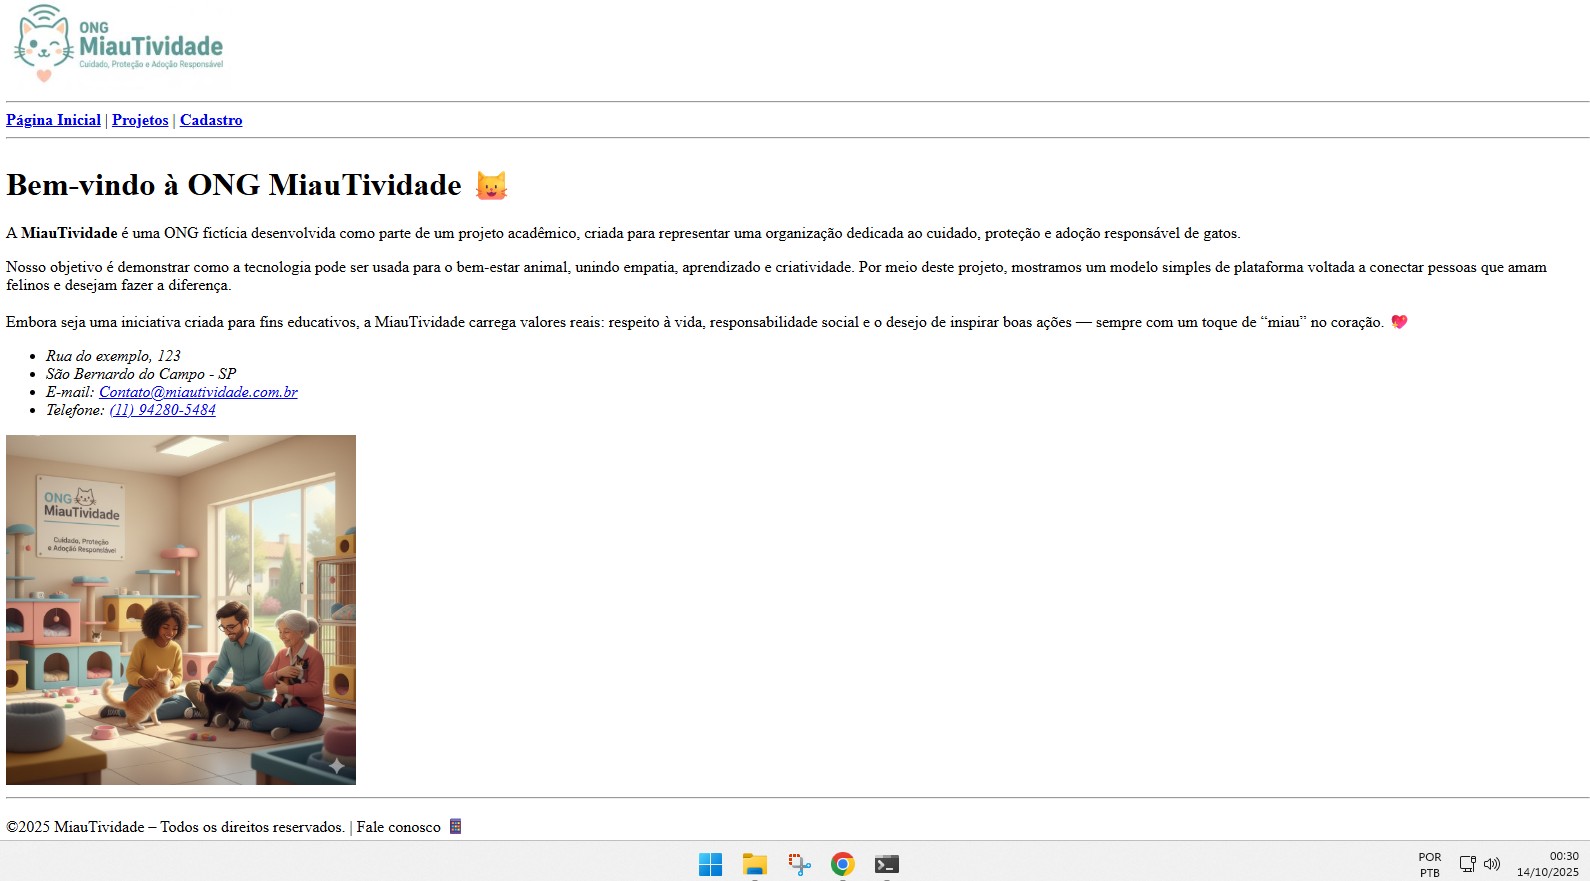 ONG
MiauTividade
Cuidado, Proteção e Adoção Responsável
Página Inicial | Projetos | Cadastro
Bem-vindo à ONG MiauTividade 😺
A MiauTividade é uma ONG fictícia desenvolvida como parte de um projeto acadêmico, criada para representar uma organização dedicada ao cuidado, proteção e adoção responsável de gatos.
Nosso objetivo é demonstrar como a tecnologia pode ser usada para o bem-estar animal, unindo empatia, aprendizado e criatividade. Por meio deste projeto, mostramos um modelo simples de plataforma voltada a conectar pessoas que amam
felinos e desejam fazer a diferença.
Embora seja uma iniciativa criada para fins educativos, a MiauTividade carrega valores reais: respeito à vida, responsabilidade social e o desejo de inspirar boas ações — sempre com um toque de “miau” no coração. 💖
• Rua do exemplo, 123
• São Bernardo do Campo - SP
• E-mail: Contato@miautividade.com.br
• Telefone: (11) 94280-5484
ONG
MiauTividade
Cuidado, Proteção
e Adoção Responsável
©2025 MiauTividade – Todos os direitos reservados. | Fale conosco 📱
POR
PTB
00:30
14/10/2025